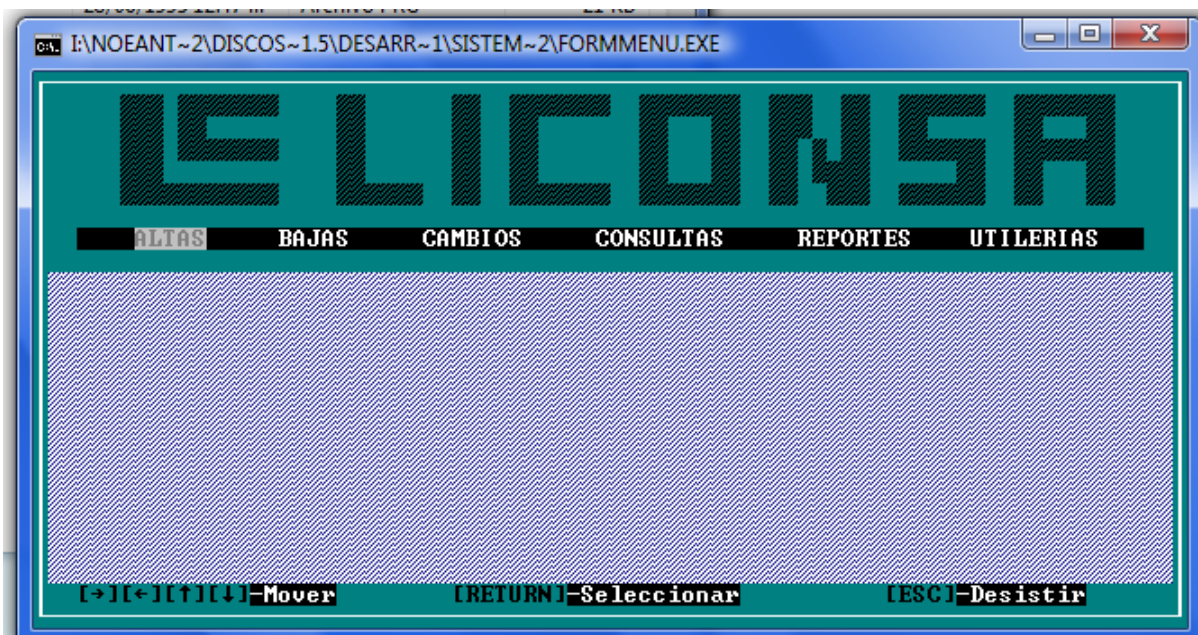 I:\NOEANT~2\DISCOS~1.5\DESARR~1\SISTEM~2\FORMMENU.EXE
LICONSA
ALTAS BAJAS CAMBIOS CONSULTAS REPORTES UTILERIAS
[→][←][↑][↓]-Mover [RETURN]-Seleccionar [ESC]-Desistir